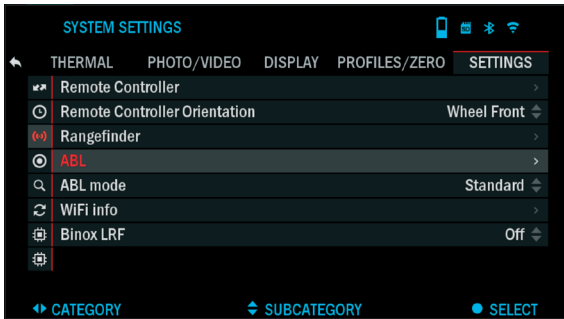 SYSTEM SETTINGS
THERMAL PHOTO/VIDEO DISPLAY PROFILES/ZERO SETTINGS
Remote Controller
Remote Controller Orientation Wheel Front
Rangefinder
ABL
ABL mode Standard
WiFi info
Binox LRF Off
CATEGORY SUBCATEGORY SELECT